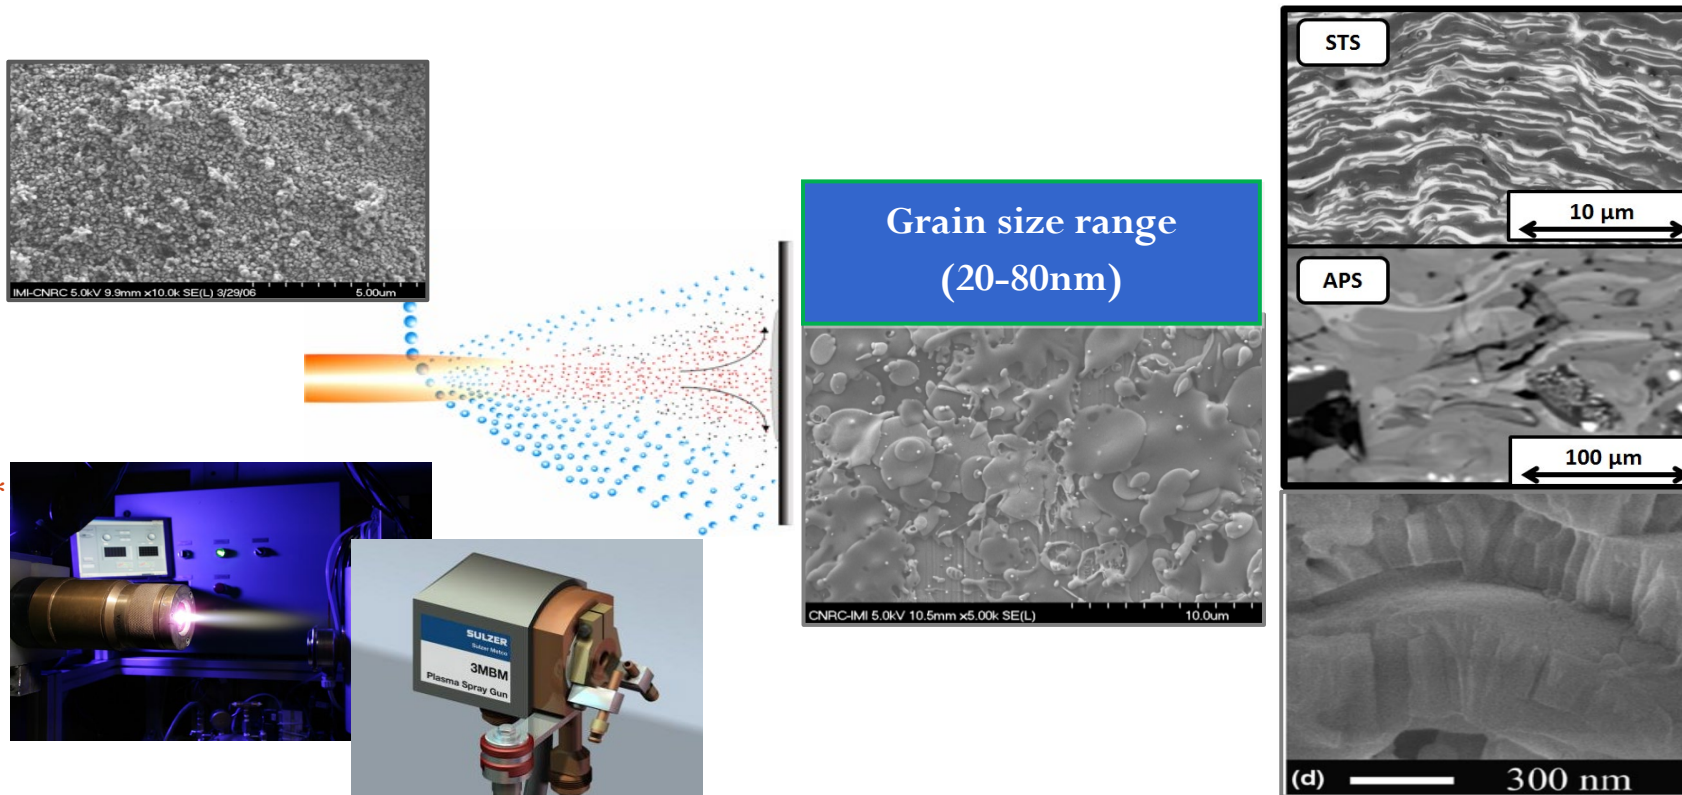 IMI-CNRC 5.0kV 9.9mm x10.0k SE(L) 3/29/06 5.00um
*
SULZER
Sulzer Metco
3MBM
Plasma Spray Gun
Grain size range
(20-80nm)
CNRC-IMI 5.0kV 10.5mm x5.00k SE(L) 10.0um
STS
10 µm
APS
100 µm
(d) 300 nm